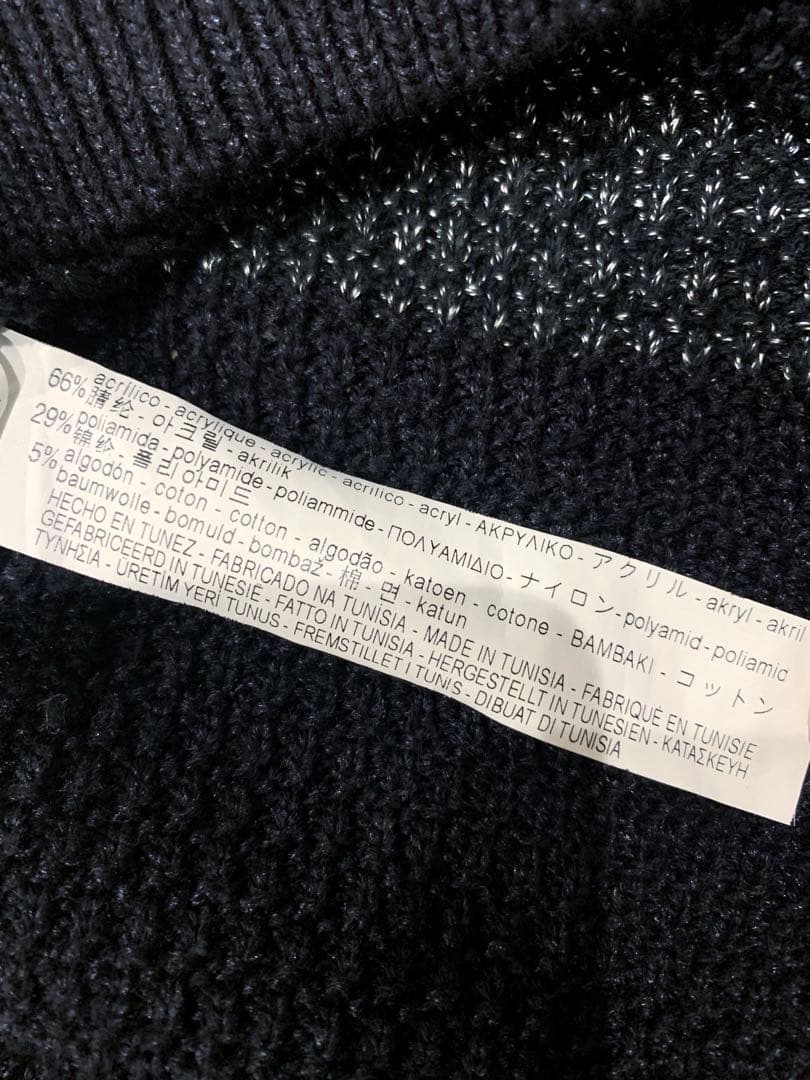 acrílico - acrylique - acrylic - acrílico - acryl - ΑΚΡΥΛΙΚΟ - アクリル - akryl - akril
66% 腈纶 - 아크릴 - akrilik
poliamida - polyamide - poliammide - ΠΟΛΥΑΜΙΔΙΟ - ナイロン - polyamid - poliamid
29% 锦纶 - 폴리아미드
5% algodón - coton - cotton - algodão - katoen - cotone - BAMBAKI - コットン
baumwolle - bomuld - bombaž - 棉 - 면 - katun
HECHO EN TUNEZ - FABRICADO NA TUNÍSIA - MADE IN TUNISIA - FABRIQUÉ EN TUNISIE
GEFABRICEERD IN TUNESIE - FATTO IN TUNISIA - HERGESTELLT IN TUNESIEN - ΚΑΤΑΣΚΕΥΗ
ΤΥΝΗΣΙΑ - ÜRETİM YERİ TUNUS - FREMSTILLET I TUNIS - DIBUAT DI TUNISIA